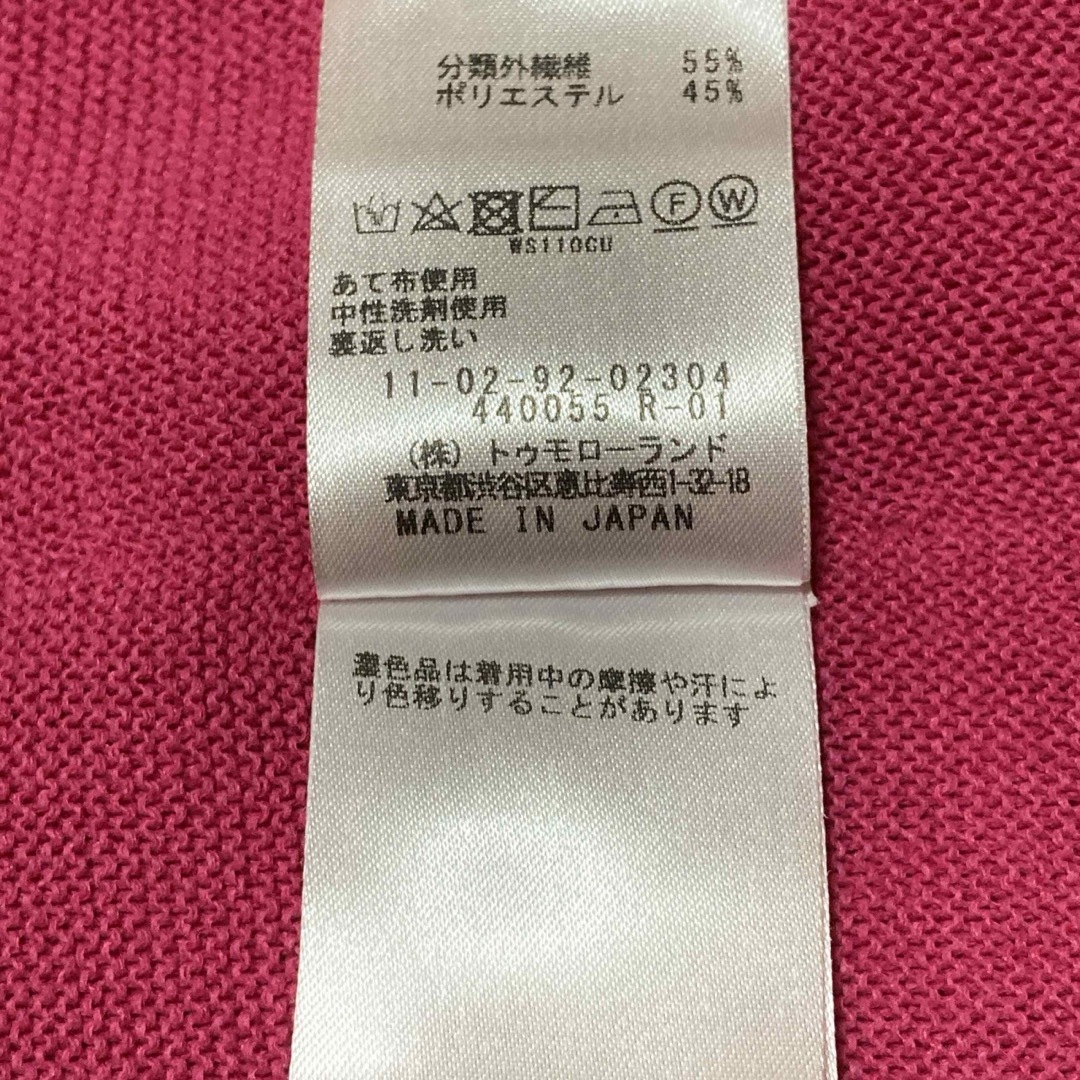 分類外繊維 55%
ポリエステル 45%
F W
WS110CU
あて布使用
中性洗剤使用
裏返し洗い
11-02-92-02304
440055 R-01
(株)トゥモローランド
東京都渋谷区恵比寿西1-32-18
MADE IN JAPAN
濃色品は着用中の摩擦や汗によ
り色移りすることがあります